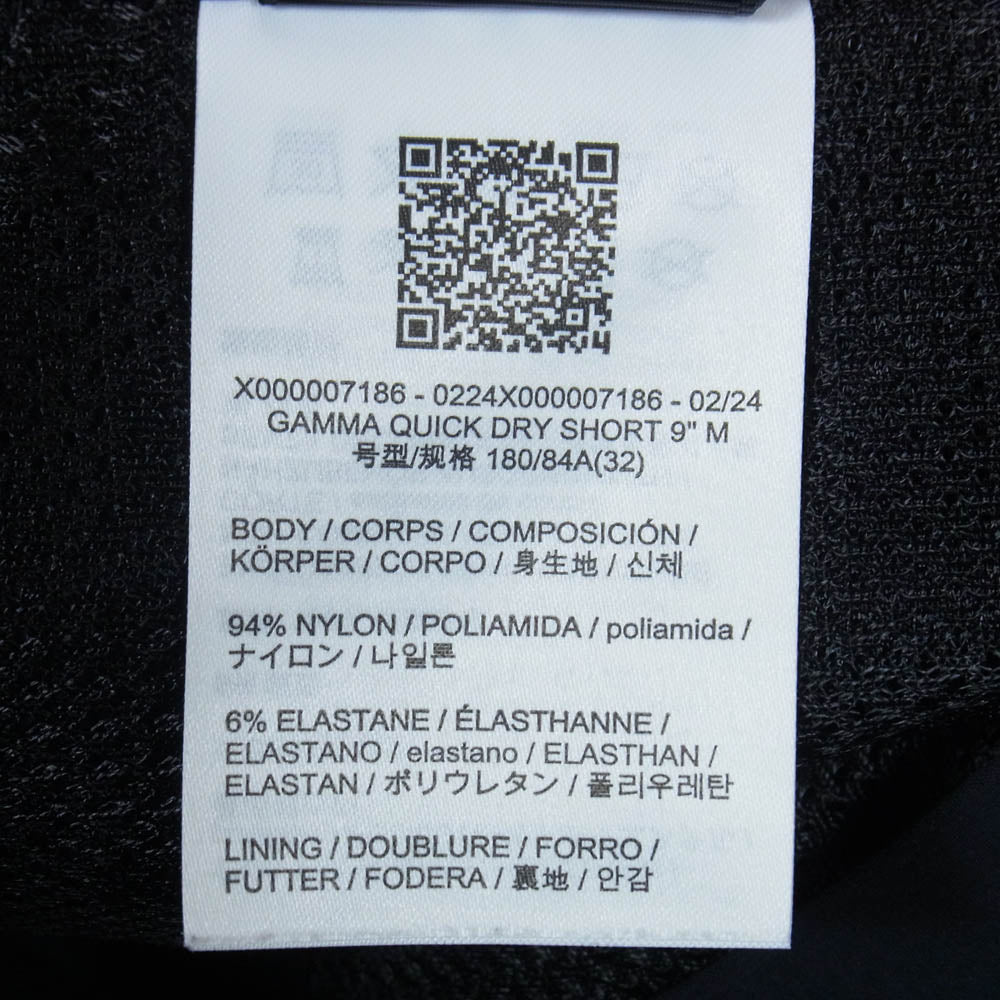 X000007186 - 0224X000007186 - 02/24
GAMMA QUICK DRY SHORT 9" M
号型/规格 180/84A(32)
BODY / CORPS / COMPOSICIÓN /
KÖRPER / CORPO / 身生地 / 신체
94% NYLON / POLIAMIDA / poliamida /
ナイロン / 나일론
6% ELASTANE / ÉLASTHANNE /
ELASTANO / elastano / ELASTHAN /
ELASTAN / ポリウレタン / 폴리우레탄
LINING / DOUBLURE / FORRO /
FUTTER / FODERA / 裏地 / 안감